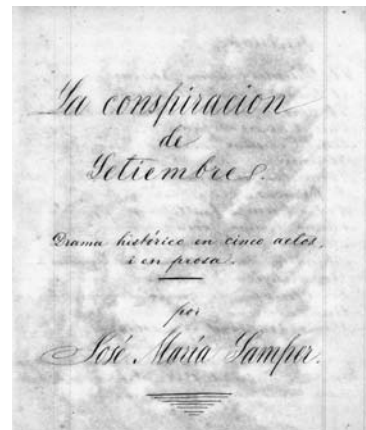 La conspiracion
de
Setiembre.
Drama histórico en cinco actos,
i en prosa.
por
José María Samper.